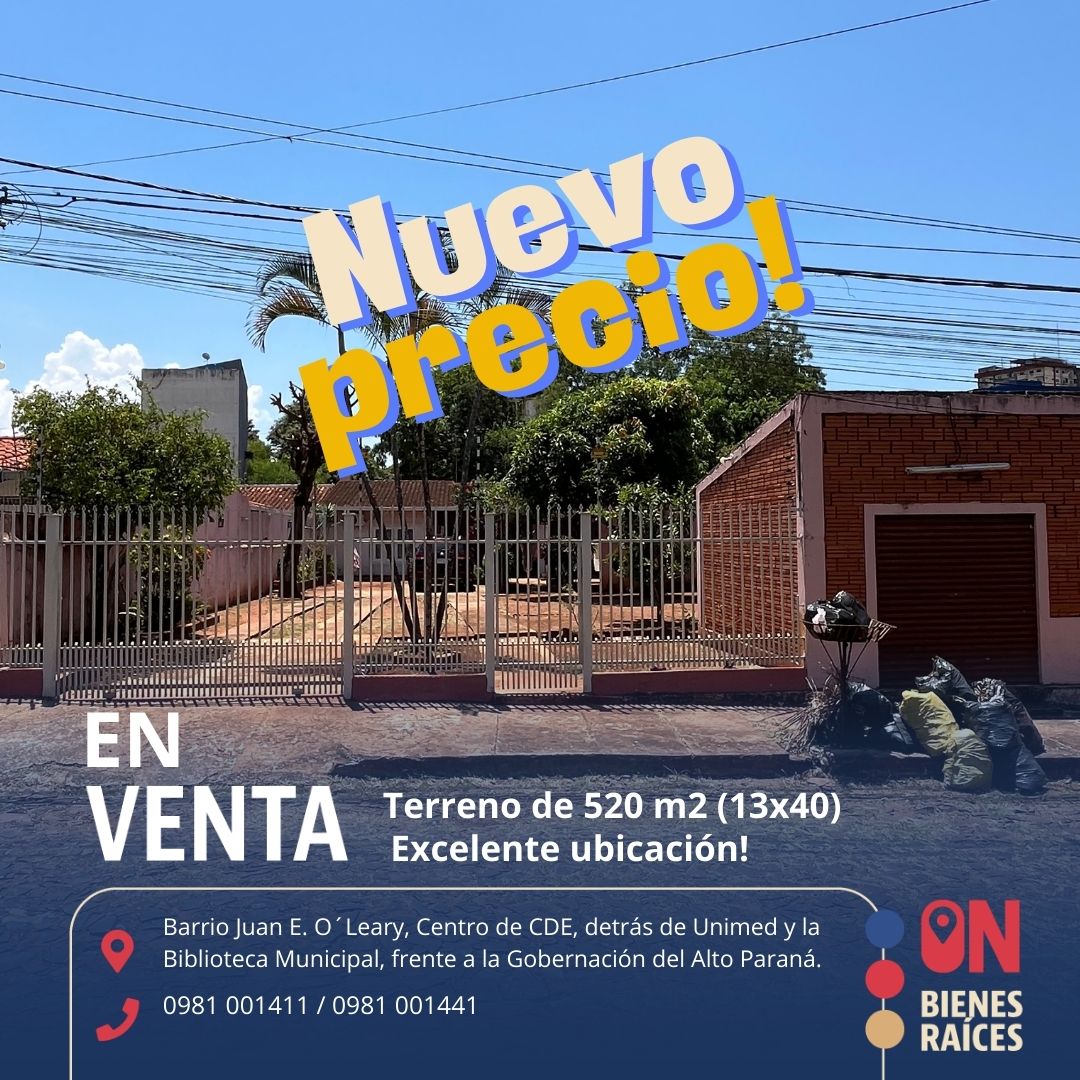 Nuevo
precio!
EN
VENTA
Terreno de 520 m2 (13x40)
Excelente ubicación!
Barrio Juan E. O´Leary, Centro de CDE, detrás de Unimed y la
Biblioteca Municipal, frente a la Gobernación del Alto Paraná.
0981 001411 / 0981 001441
ON
BIENES
RAÍCES